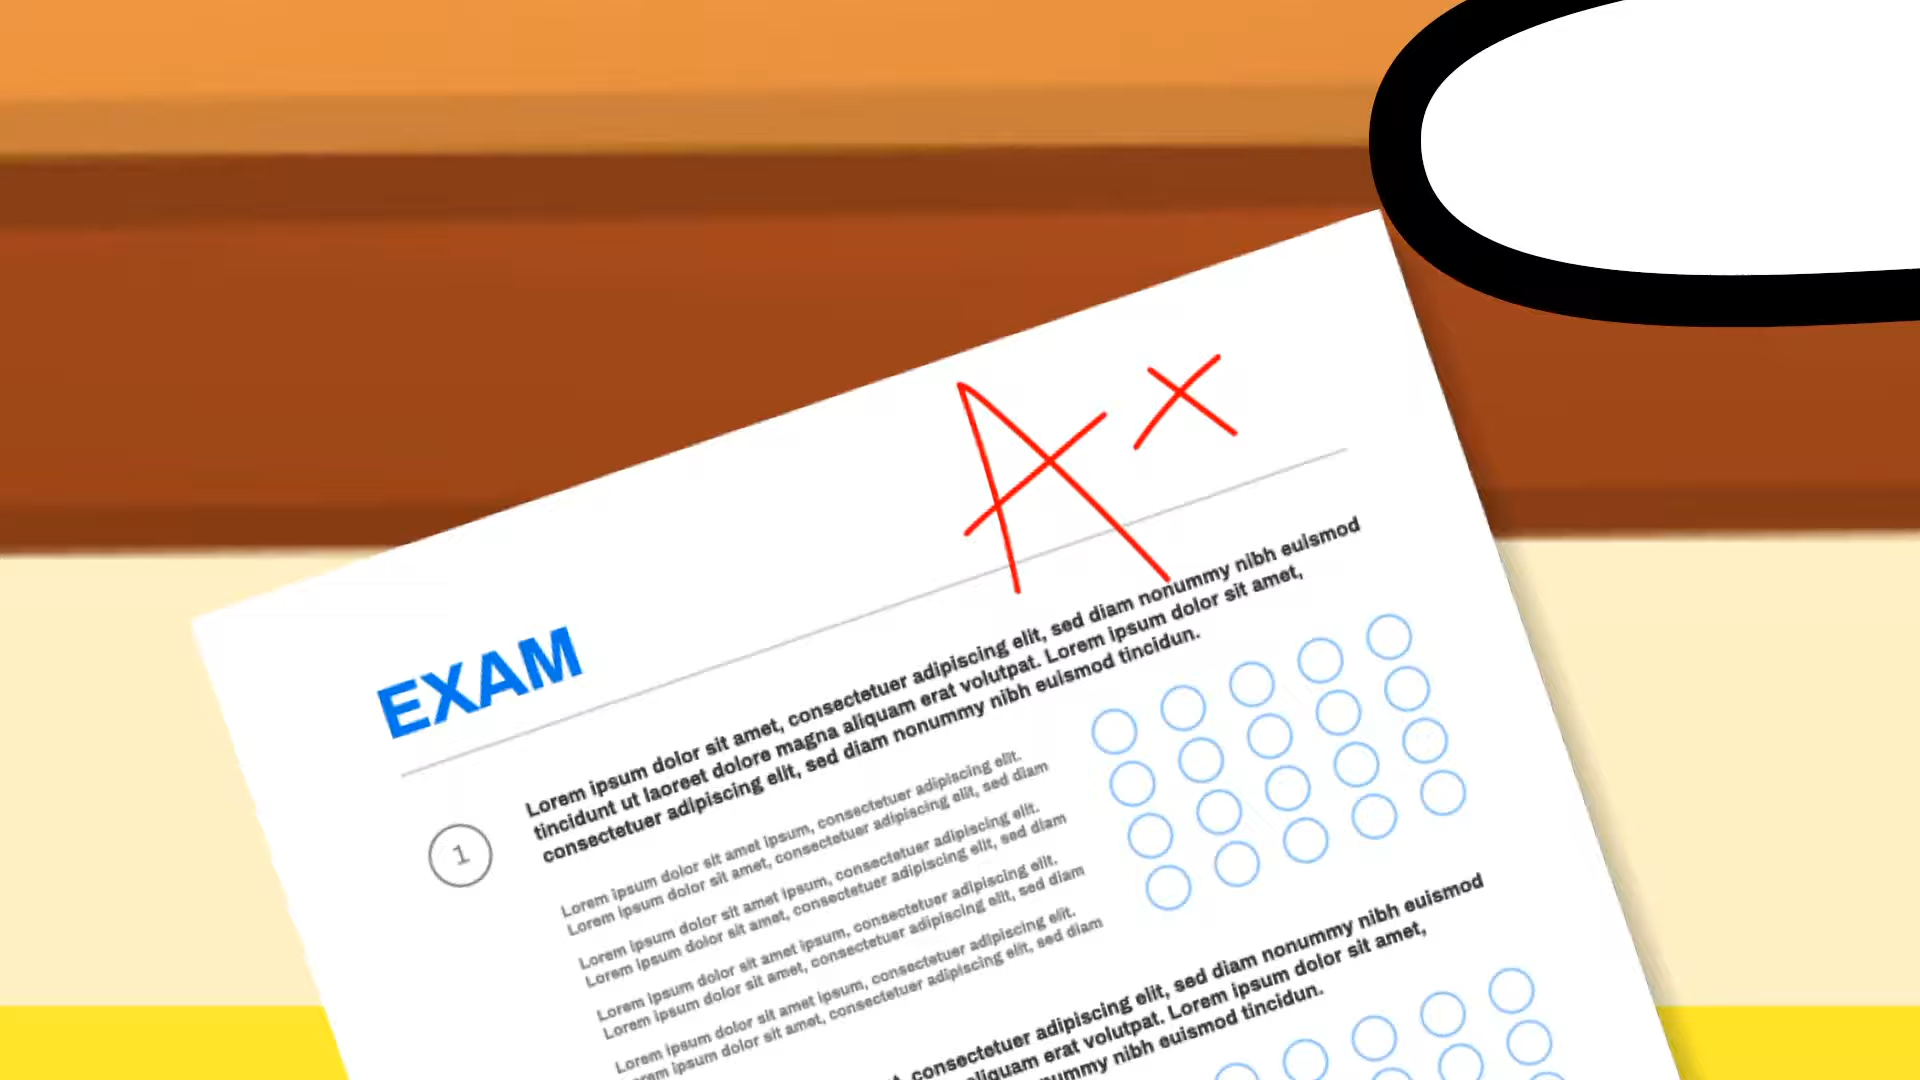 A+
EXAM
1
Lorem ipsum dolor sit amet, consectetuer adipiscing elit, sed diam nonummy nibh euismod
tincidunt ut laoreet dolore magna aliquam erat volutpat. Lorem ipsum dolor sit amet,
consectetuer adipiscing elit, sed diam nonummy nibh euismod tincidun.
Lorem ipsum dolor sit amet ipsum, consectetuer adipiscing elit.
Lorem ipsum dolor sit amet, consectetuer adipiscing elit, sed diam
Lorem ipsum dolor sit amet ipsum, consectetuer adipiscing elit.
Lorem ipsum dolor sit amet, consectetuer adipiscing elit, sed diam
Lorem ipsum dolor sit amet ipsum, consectetuer adipiscing elit.
Lorem ipsum dolor sit amet, consectetuer adipiscing elit, sed diam
Lorem ipsum dolor sit amet ipsum, consectetuer adipiscing elit.
ipsum dolor sit amet, consectetuer adipiscing elit, sed diam
consectetuer adipiscing elit, sed diam nonummy nibh euismod
erat volutpat. Lorem ipsum dolor sit amet,
nibh euismod tincidun.